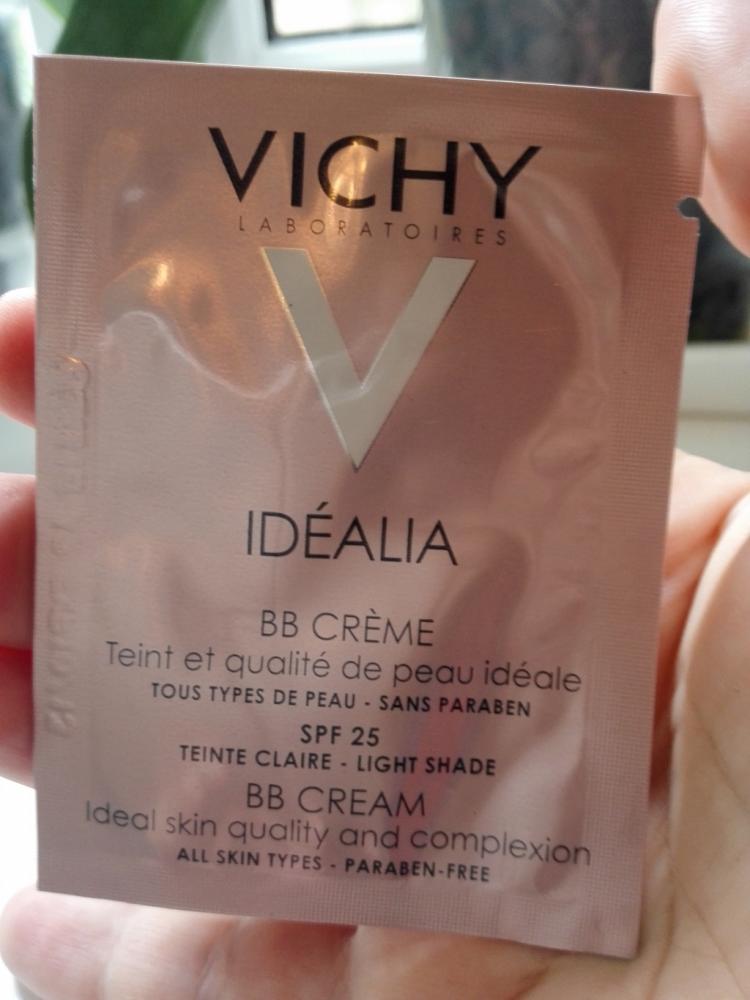 VICHY
LABORATOIRES
V
IDÉALIA
BB CRÈME
Teint et qualité de peau idéale
TOUS TYPES DE PEAU - SANS PARABEN
SPF 25
TEINTE CLAIRE - LIGHT SHADE
BB CREAM
Ideal skin quality and complexion
ALL SKIN TYPES - PARABEN-FREE